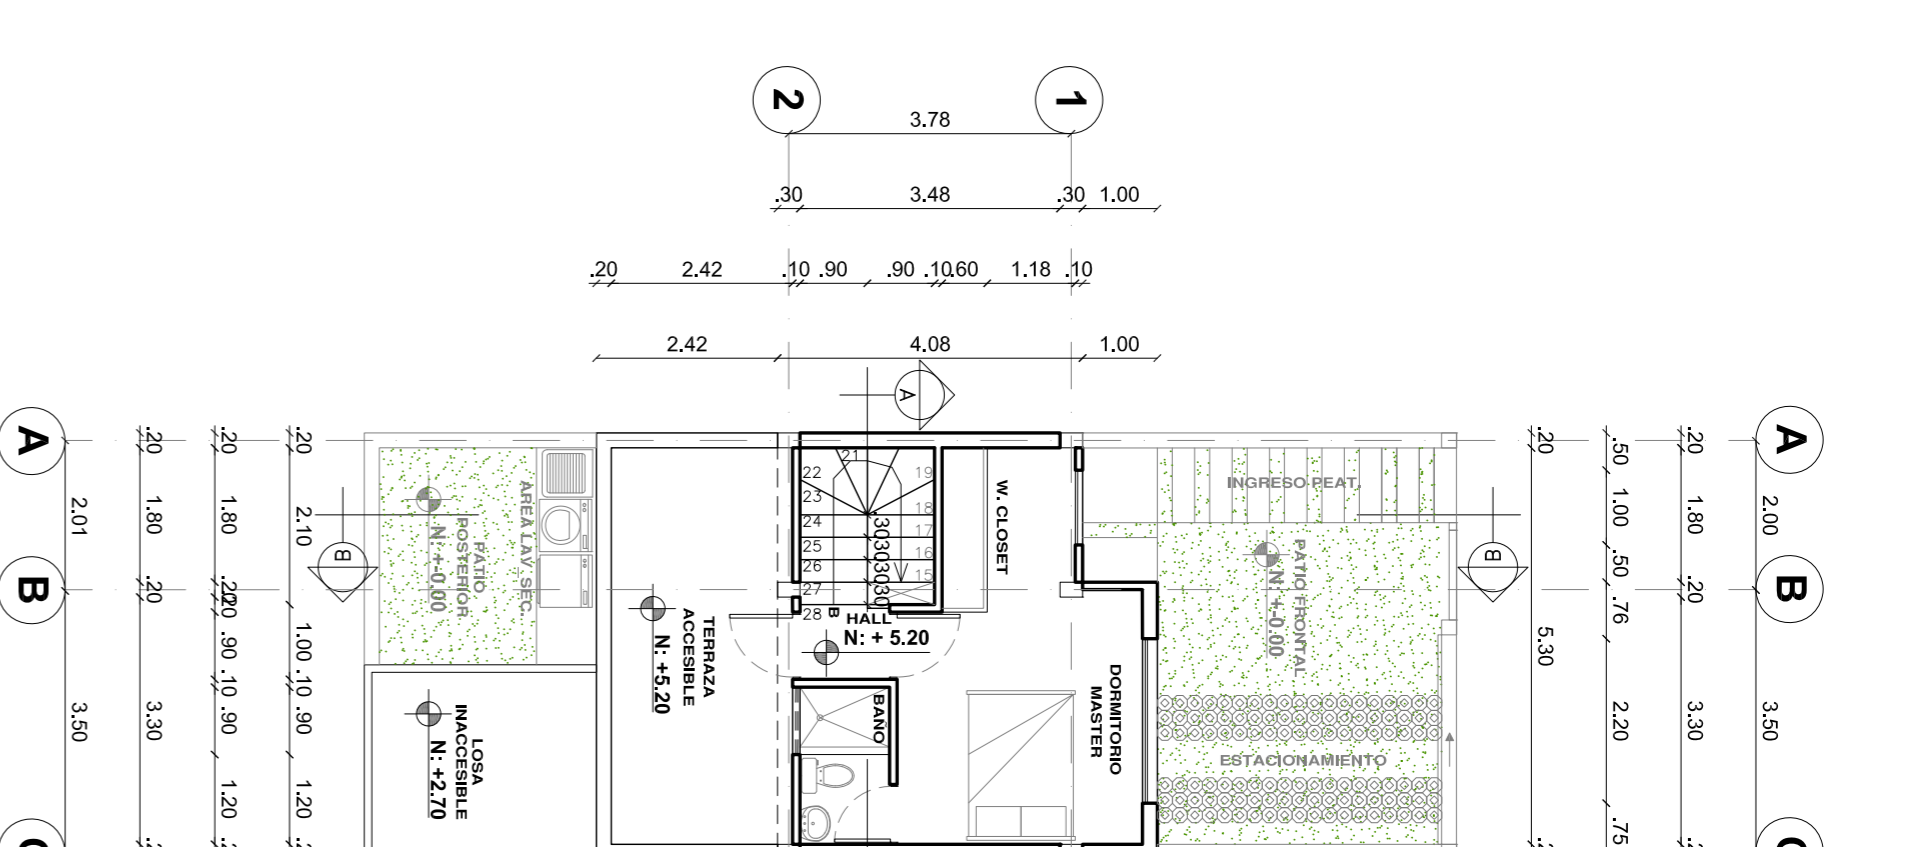 2
1
3.78
.30
3.48
.30
1.00
.20
2.42
.10
.90
.90
.10
.60
1.18
.10
2.42
4.08
1.00
A
A
A
B
B
B
B
.20
.20
.20
.20
2.01
1.80
1.80
2.10
.20
.20
.90
1.00
.10
.10
.90
.90
3.50
3.30
1.20
1.20
AREA LAV SEC.
PATIO
POSTERIOR
N: +-0.00
LOSA
INACCESIBLE
N: +2.70
TERRAZA
ACCESIBLE
N: +5.20
21
22
23
24
25
26
27
28
19
18
17
16
15
.30
.30
.30
.30
B
HALL
N: + 5.20
W. CLOSET
BAÑO
DORMITORIO
MASTER
INGRESO PEAT.
PATIO FRONTAL
N: +-0.00
ESTACIONAMIENTO
.20
.50
.20
1.00
1.80
2.00
.50
.20
.76
5.30
2.20
3.30
3.50
.75